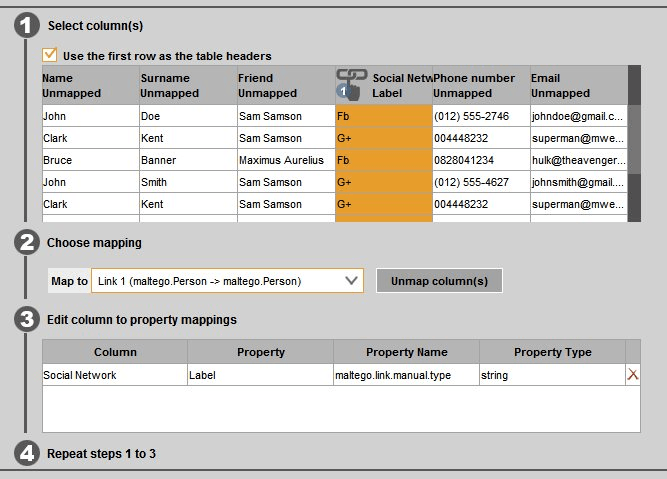 1 Select column(s)
Use the first row as the table headers
Name Surname Friend Social Netw Phone number Email
Unmapped Unmapped Unmapped 1 Label Unmapped Unmapped
John Doe Sam Samson Fb (012) 555-2746 johndoe@gmail.c...
Clark Kent Sam Samson G+ 004448232 superman@mwe...
Bruce Banner Maximus Aurelius Fb 0828041234 hulk@theavenger...
John Smith Sam Samson G+ (012) 555-4627 johnsmith@gmail....
Clark Kent Sam Samson G+ 004448232 superman@mwe...
2 Choose mapping
Map to Link 1 (maltego.Person -> maltego.Person) Unmap column(s)
3 Edit column to property mappings
Column Property Property Name Property Type
Social Network Label maltego.link.manual.type string X
4 Repeat steps 1 to 3